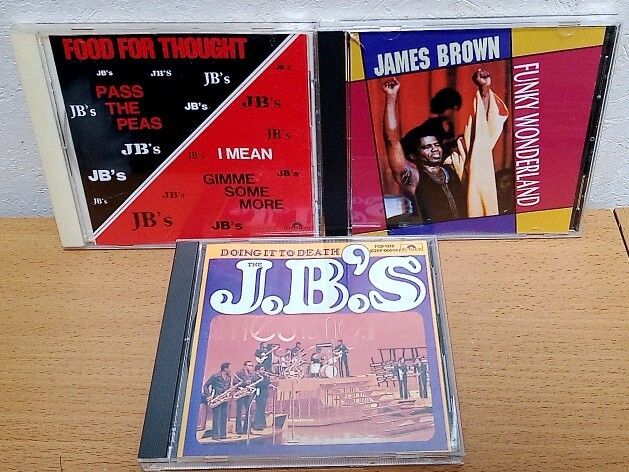 FOOD FOR THOUGHT
JB's
JB's
JB's
JB's
PASS
THE
PEAS
JB's
JB's
JB's
JB's
JB's
JB's
I MEAN
JB's
JB's
GIMME
SOME
MORE
JB's
JB's
JB's
JB's
JAMES BROWN
FUNKY WONDERLAND
DOING IT TO DEATH
THE
J.B.'S